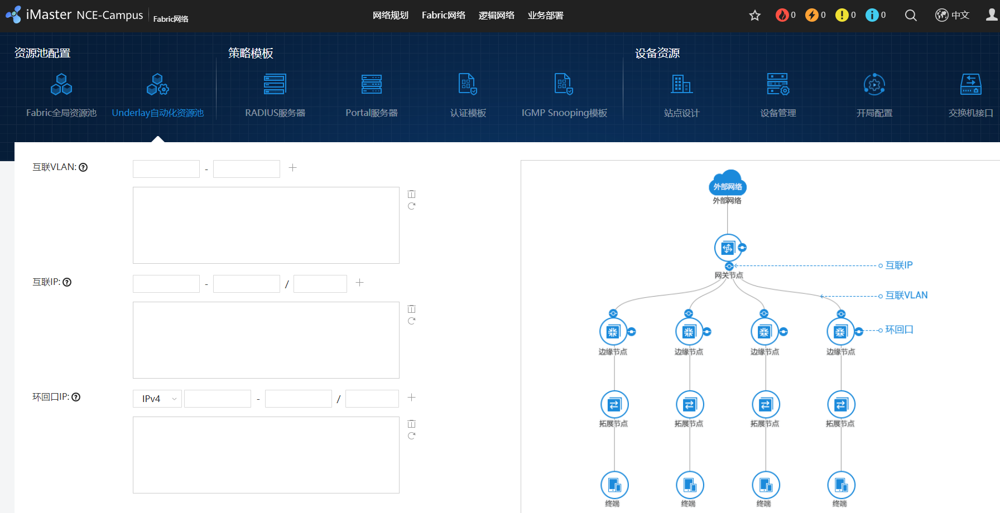 iMaster NCE-Campus Fabric网络 网络规划 Fabric网络 逻辑网络 业务部署 0 0 0 0 中文
资源池配置 策略模板 设备资源
Fabric全局资源池 Underlay自动化资源池 RADIUS服务器 Portal服务器 认证模板 IGMP Snooping模板 站点设计 设备管理 开局配置 交换机接口
互联VLAN: -
互联IP: - /
环回口IP: IPv4 - /
外部网络
外部网络
网关节点
互联IP
互联VLAN
环回口
边缘节点 边缘节点 边缘节点 边缘节点
拓展节点 拓展节点 拓展节点 拓展节点
终端 终端 终端 终端